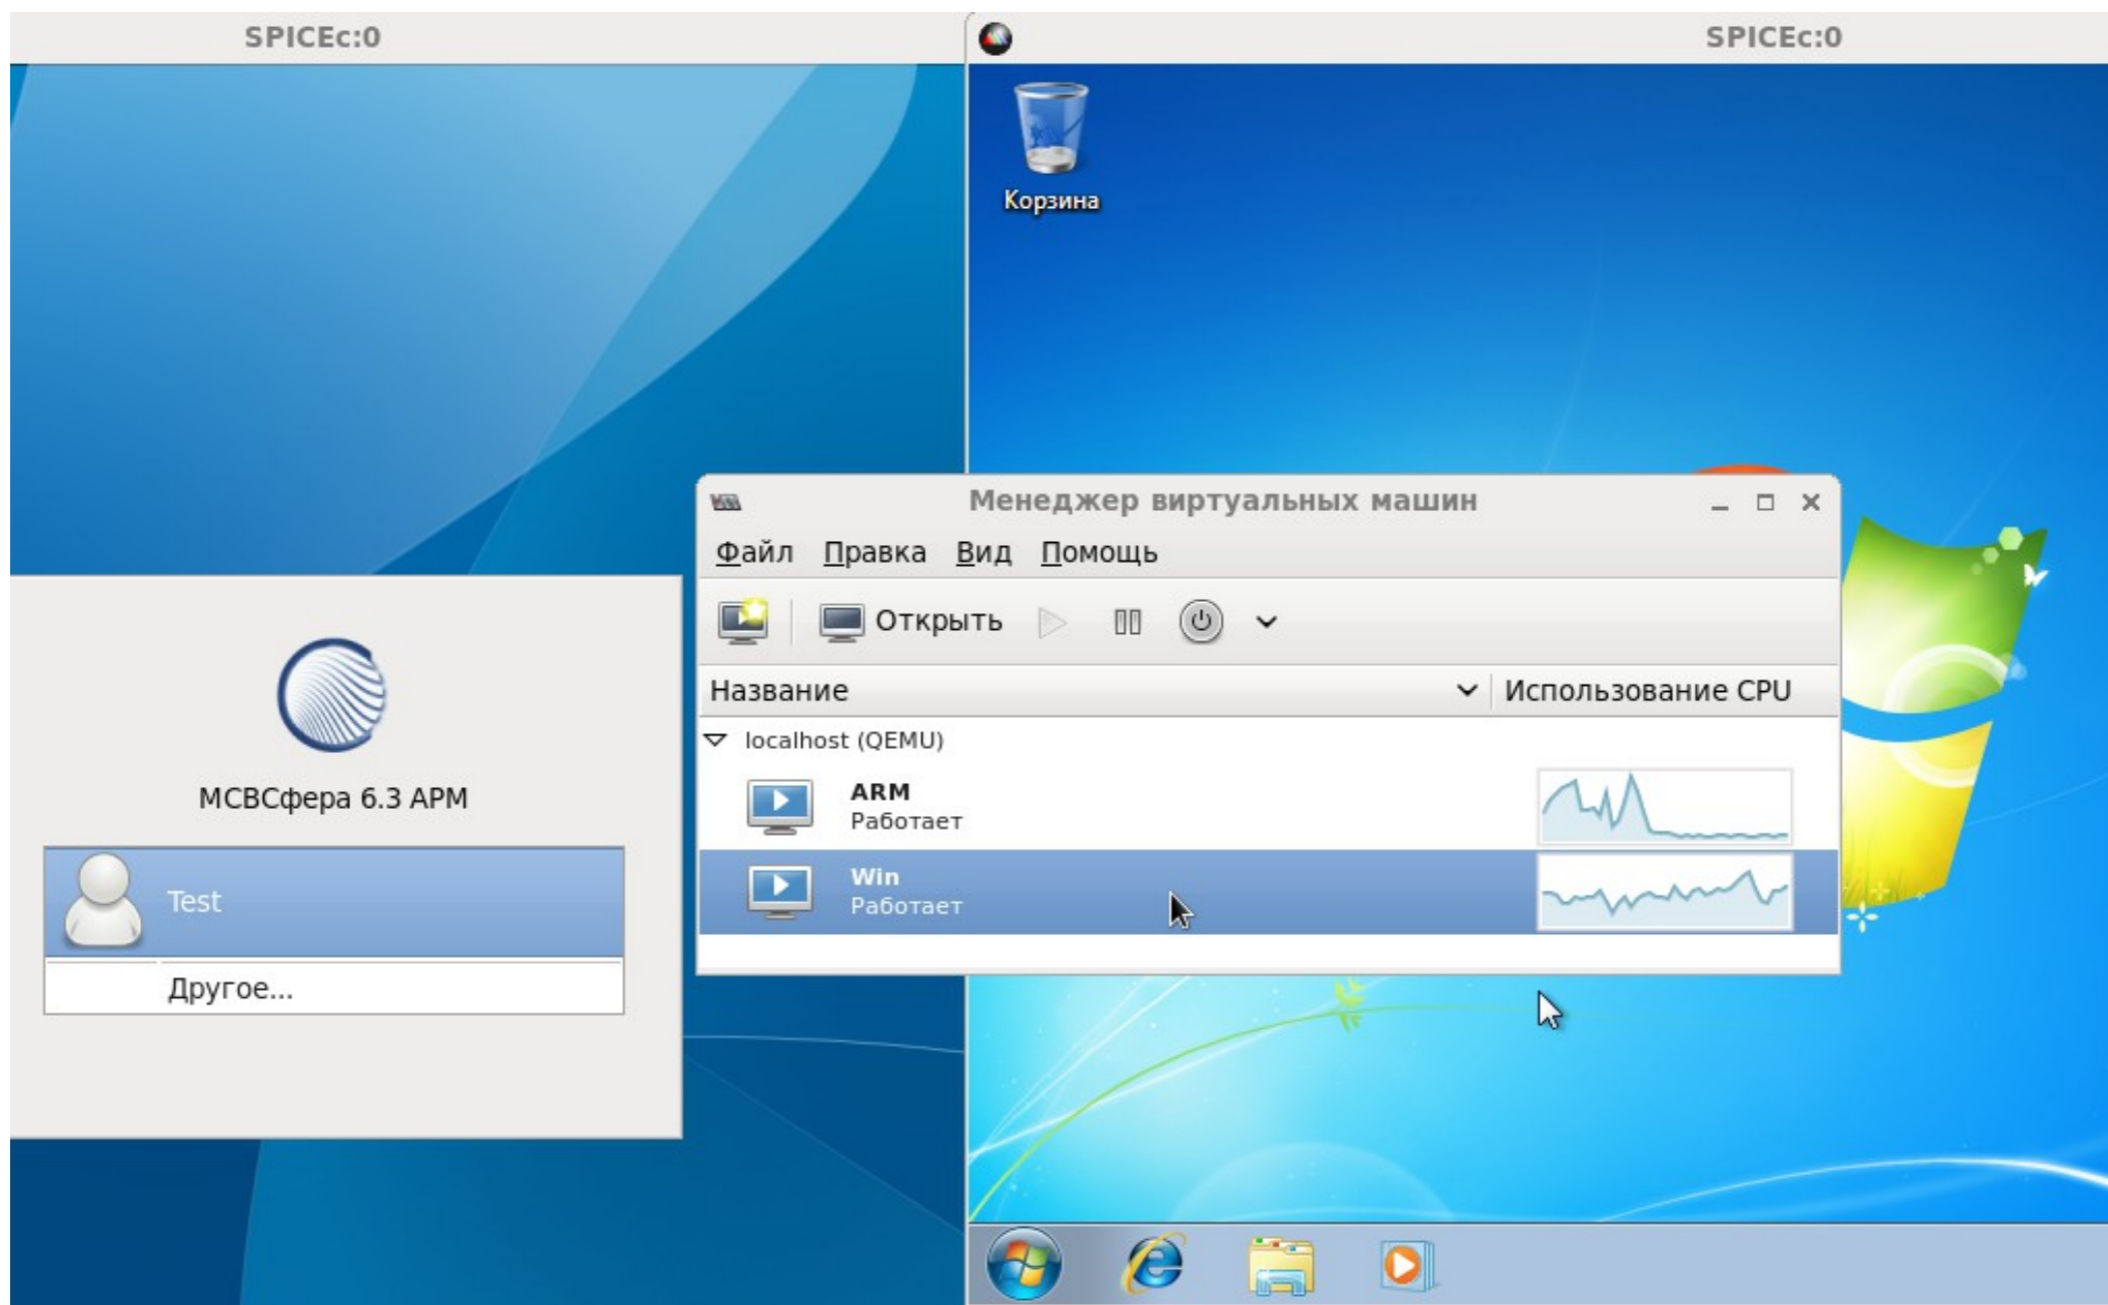 SPICEc:0
SPICEc:0
Корзина
Менеджер виртуальных машин
Файл Правка Вид Помощь
Открыть
Название Использование CPU
localhost (QEMU)
ARM
Работает
Win
Работает
МСВСфера 6.3 АРМ
Test
Другое...